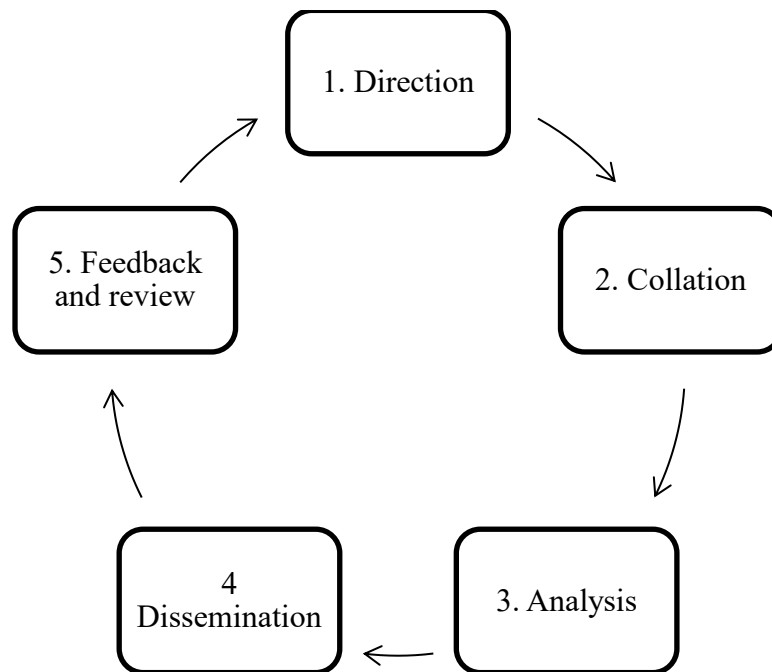 1. Direction
2. Collation
3. Analysis
4
Dissemination
5. Feedback
and review